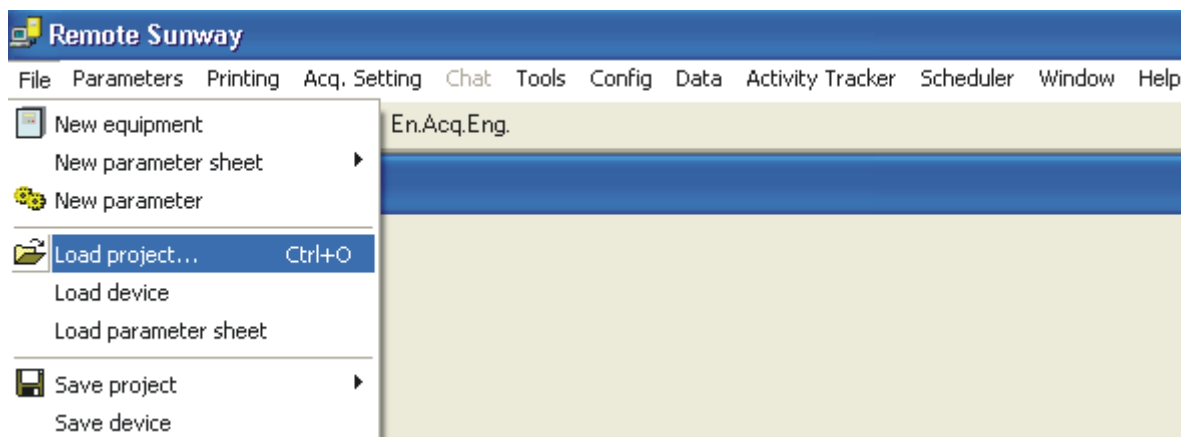 Remote Sunway
File Parameters Printing Acq. Setting Chat Tools Config Data Activity Tracker Scheduler Window Help
New equipment
En.Acq.Eng.
New parameter sheet
New parameter
Load project... Ctrl+O
Load device
Load parameter sheet
Save project
Save device